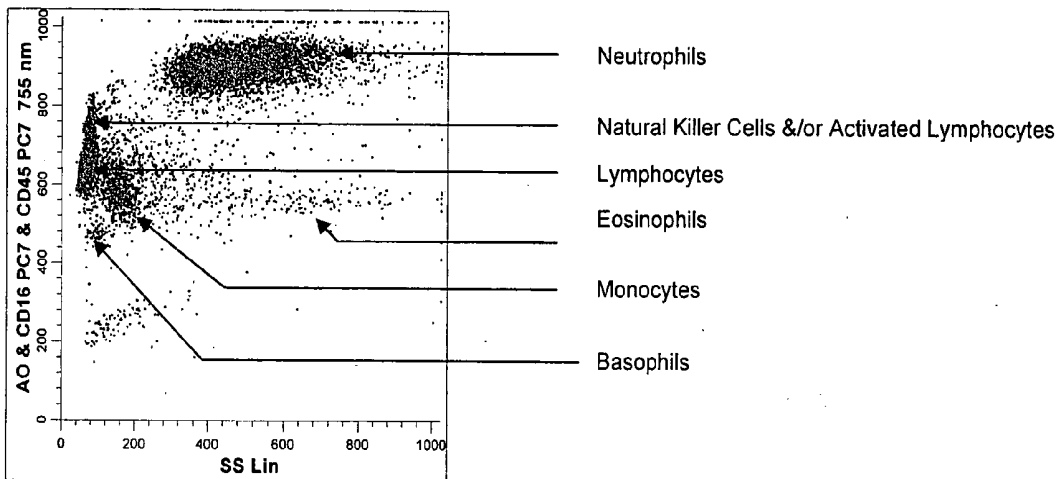 AO & CD16 PC7 & CD45 PC7 755 nm
1000
800
600
400
200
0
0 200 400 600 800 1000
SS Lin
Neutrophils
Natural Killer Cells &/or Activated Lymphocytes
Lymphocytes
Eosinophils
Monocytes
Basophils